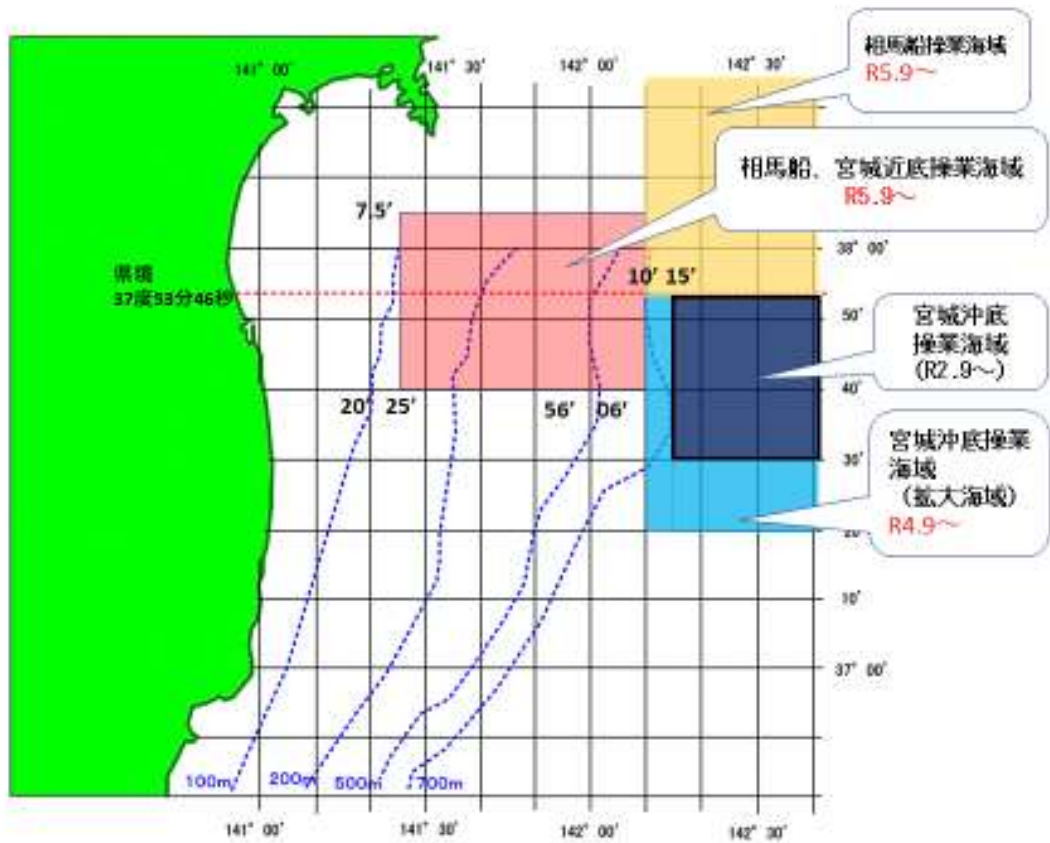 相馬船操業海域
R5.9～
141° 00′
141° 30′
142° 00′
142° 30′
相馬船、宮城近底操業海域
R5.9～
7.5′
38° 00′
県境
37度53分46秒
10′ 15′
50′
宮城沖底
操業海域
(R2.9～)
40′
20′ 25′
56′ 06′
30′
宮城沖底操業
海域
（拡大海域）
R4.9～
20′
10′
37° 00′
100m
200m
500m
700m
141° 00′
141° 30′
142° 00′
142° 30′